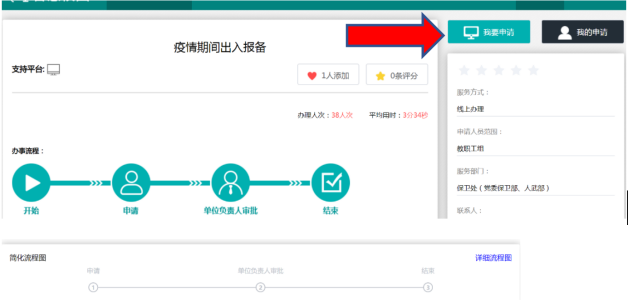 疫情期间出入报备
支持平台:
1人添加
0条评分
办理人次：38人次 平均用时：3分34秒
办事流程：
开始
申请
单位负责人审批
结束
我要申请
我的申请
服务方式：
线上办理
申请人员范围：
教职工组
服务部门：
保卫处（党委保卫部、人武部）
联系人：
简化流程图
详细流程图
申请
单位负责人审批
结束
1
2
3